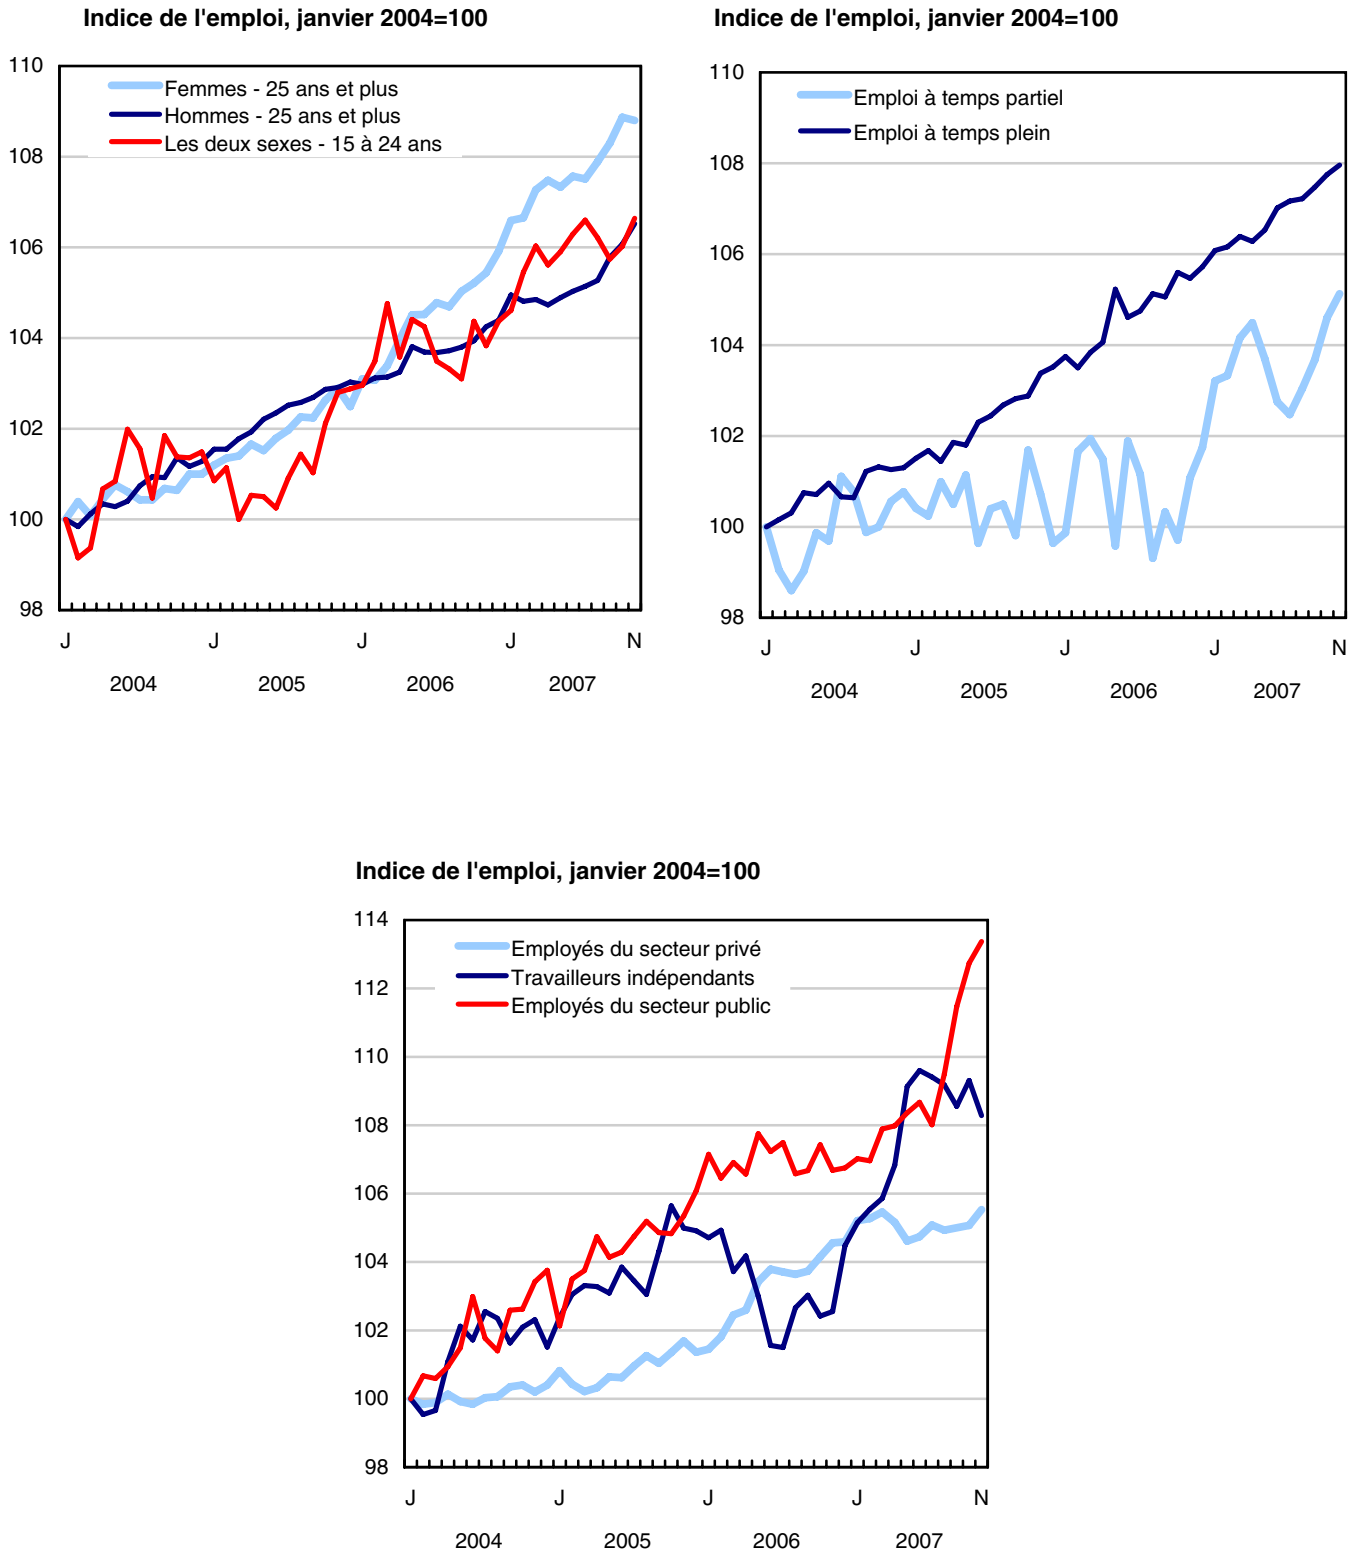 Indice de l'emploi, janvier 2004=100
110
108
106
104
102
100
98
Femmes - 25 ans et plus
Hommes - 25 ans et plus
Les deux sexes - 15 à 24 ans
J J J J N
2004 2005 2006 2007
Indice de l'emploi, janvier 2004=100
110
108
106
104
102
100
98
Emploi à temps partiel
Emploi à temps plein
J J J J N
2004 2005 2006 2007
Indice de l'emploi, janvier 2004=100
114
112
110
108
106
104
102
100
98
Employés du secteur privé
Travailleurs indépendants
Employés du secteur public
J J J J N
2004 2005 2006 2007